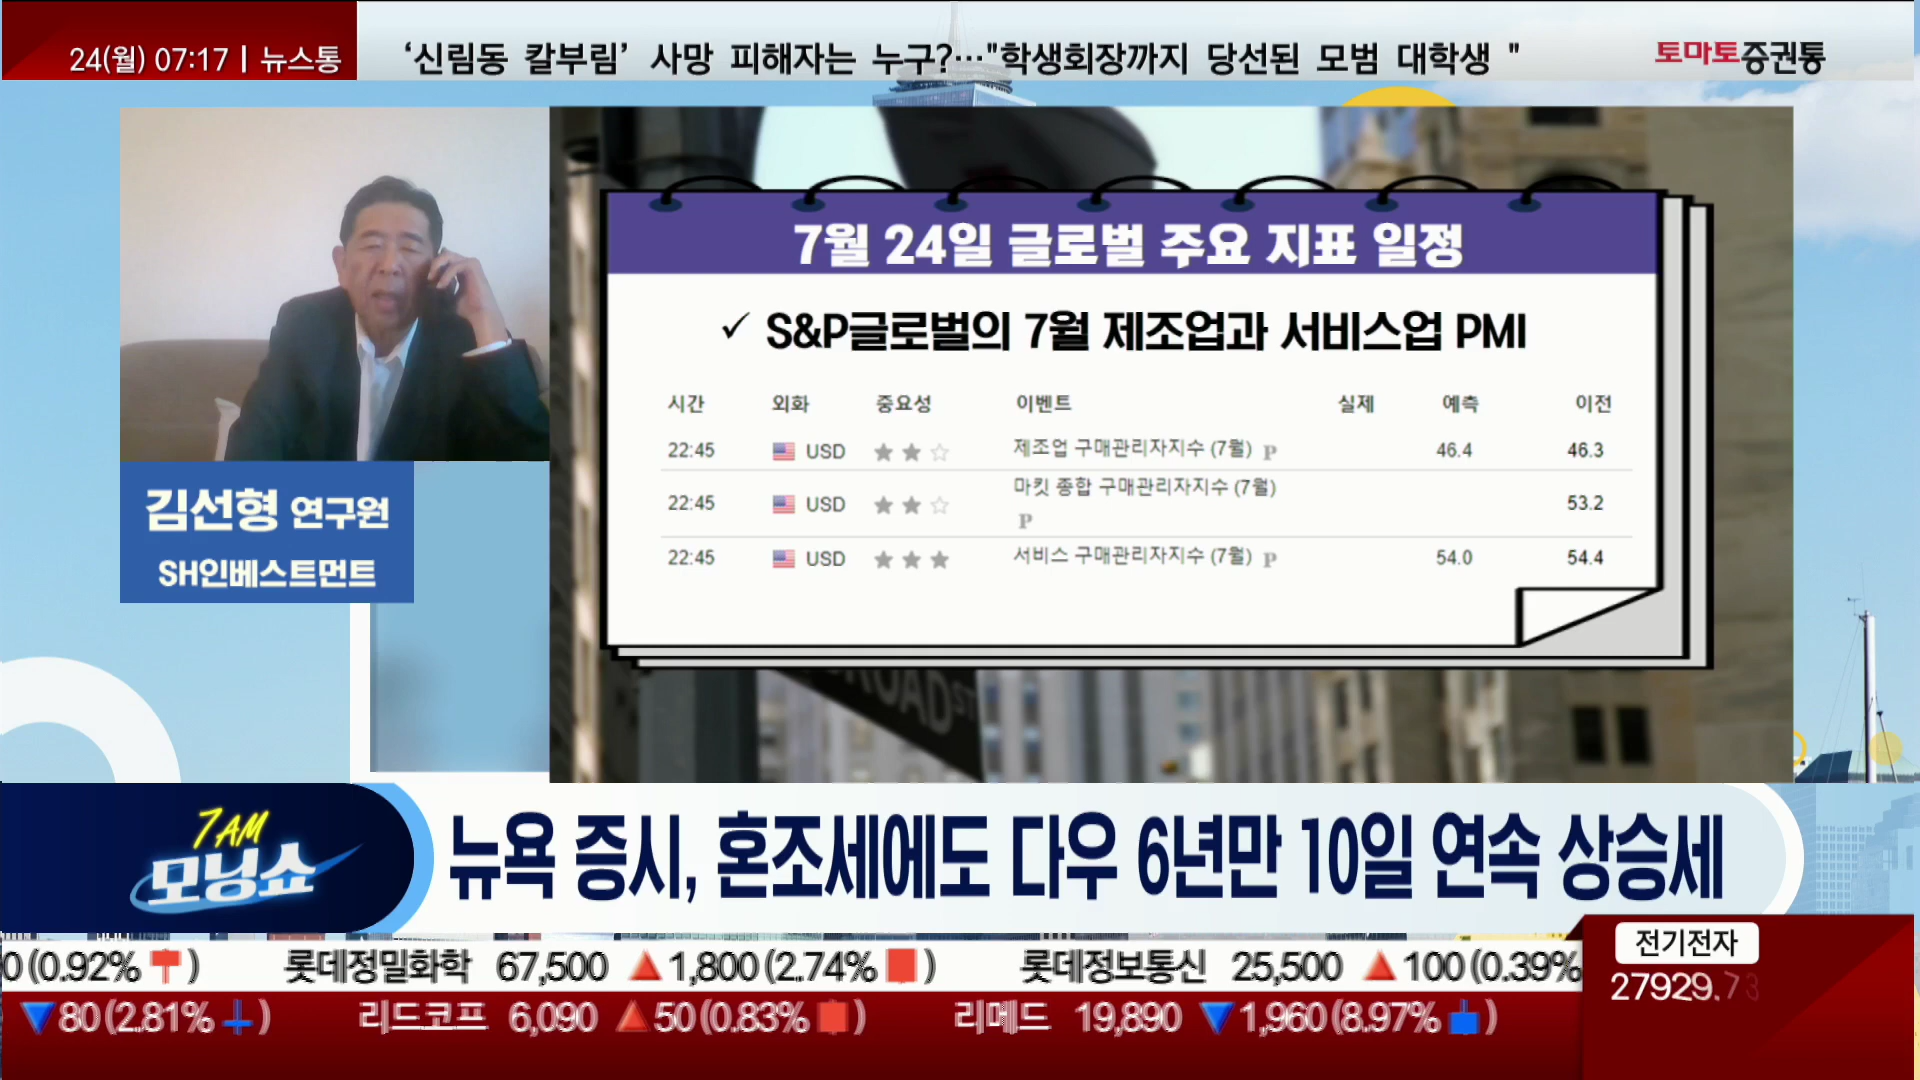 24(월) 07:17 | 뉴스통
‘신림동 칼부림’ 사망 피해자는 누구?…"학생회장까지 당선된 모범 대학생 "
토마토증권통
7월 24일 글로벌 주요 지표 일정
✓ S&P글로벌의 7월 제조업과 서비스업 PMI
시간 외화 중요성 이벤트 실제 예측 이전
22:45 USD ★★☆ 제조업 구매관리자지수 (7월) P 46.4 46.3
22:45 USD ★★☆ 마킷 종합 구매관리자지수 (7월) 53.2
P
22:45 USD ★★★ 서비스 구매관리자지수 (7월) P 54.0 54.4
김선형 연구원
SH인베스트먼트
BROAD ST
7 AM
모닝쇼
뉴욕 증시, 혼조세에도 다우 6년만 10일 연속 상승세
0(0.92%↑) 롯데정밀화학 67,500 ▲1,800(2.74%■) 롯데정보통신 25,500 ▲100(0.39%
▼80(2.81%↓) 리드코프 6,090 ▲50(0.83%■) 리메드 19,890 ▼1,960(8.97%■)
전기전자
27929.73